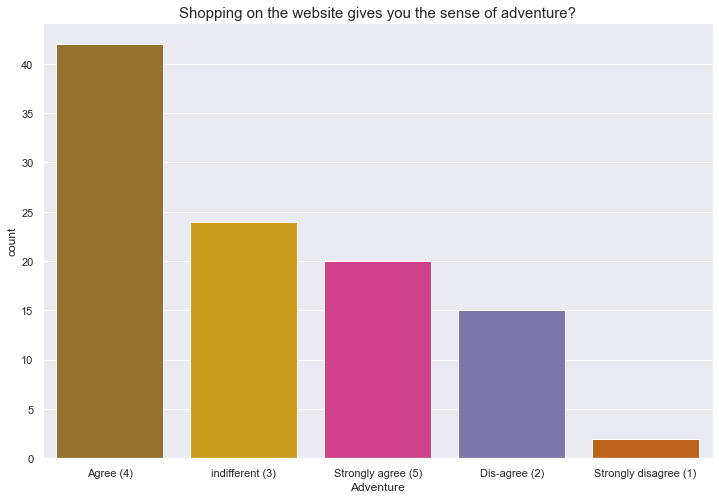 Shopping on the website gives you the sense of adventure?
count
40
35
30
25
20
15
10
5
0
Agree (4) indifferent (3) Strongly agree (5) Dis-agree (2) Strongly disagree (1)
Adventure